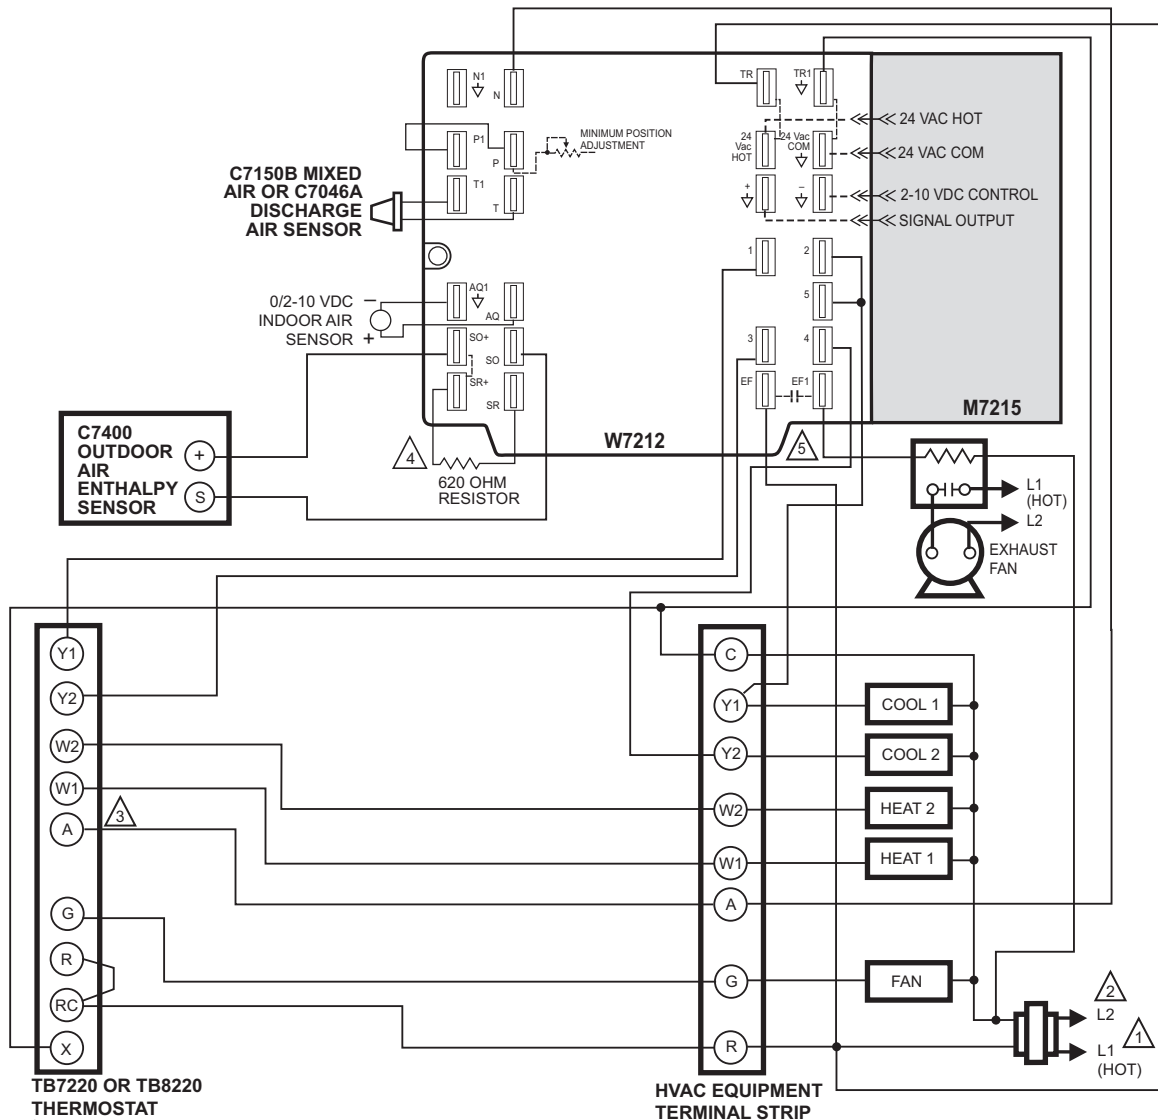 N1
N
TR
TR1
24 VAC HOT
P1
P
MINIMUM POSITION
ADJUSTMENT
24
Vac
HOT
24 Vac
COM
24 VAC COM
C7150B MIXED
AIR OR C7046A
DISCHARGE
AIR SENSOR
T1
T
+
–
2-10 VDC CONTROL
SIGNAL OUTPUT
1
2
0/2-10 VDC
INDOOR AIR
SENSOR
–
+
AQ1
AQ
5
SO+
SO
3
4
SR+
SR
EF
EF1
M7215
W7212
C7400
OUTDOOR
AIR
ENTHALPY
SENSOR
+
S
4
620 OHM
RESISTOR
5
L1
(HOT)
L2
EXHAUST
FAN
Y1
Y2
W2
W1
3
A
G
R
RC
X
TB7220 OR TB8220
THERMOSTAT
C
Y1
COOL 1
Y2
COOL 2
W2
HEAT 2
W1
HEAT 1
A
G
FAN
R
2
L2
1
L1
(HOT)
HVAC EQUIPMENT
TERMINAL STRIP